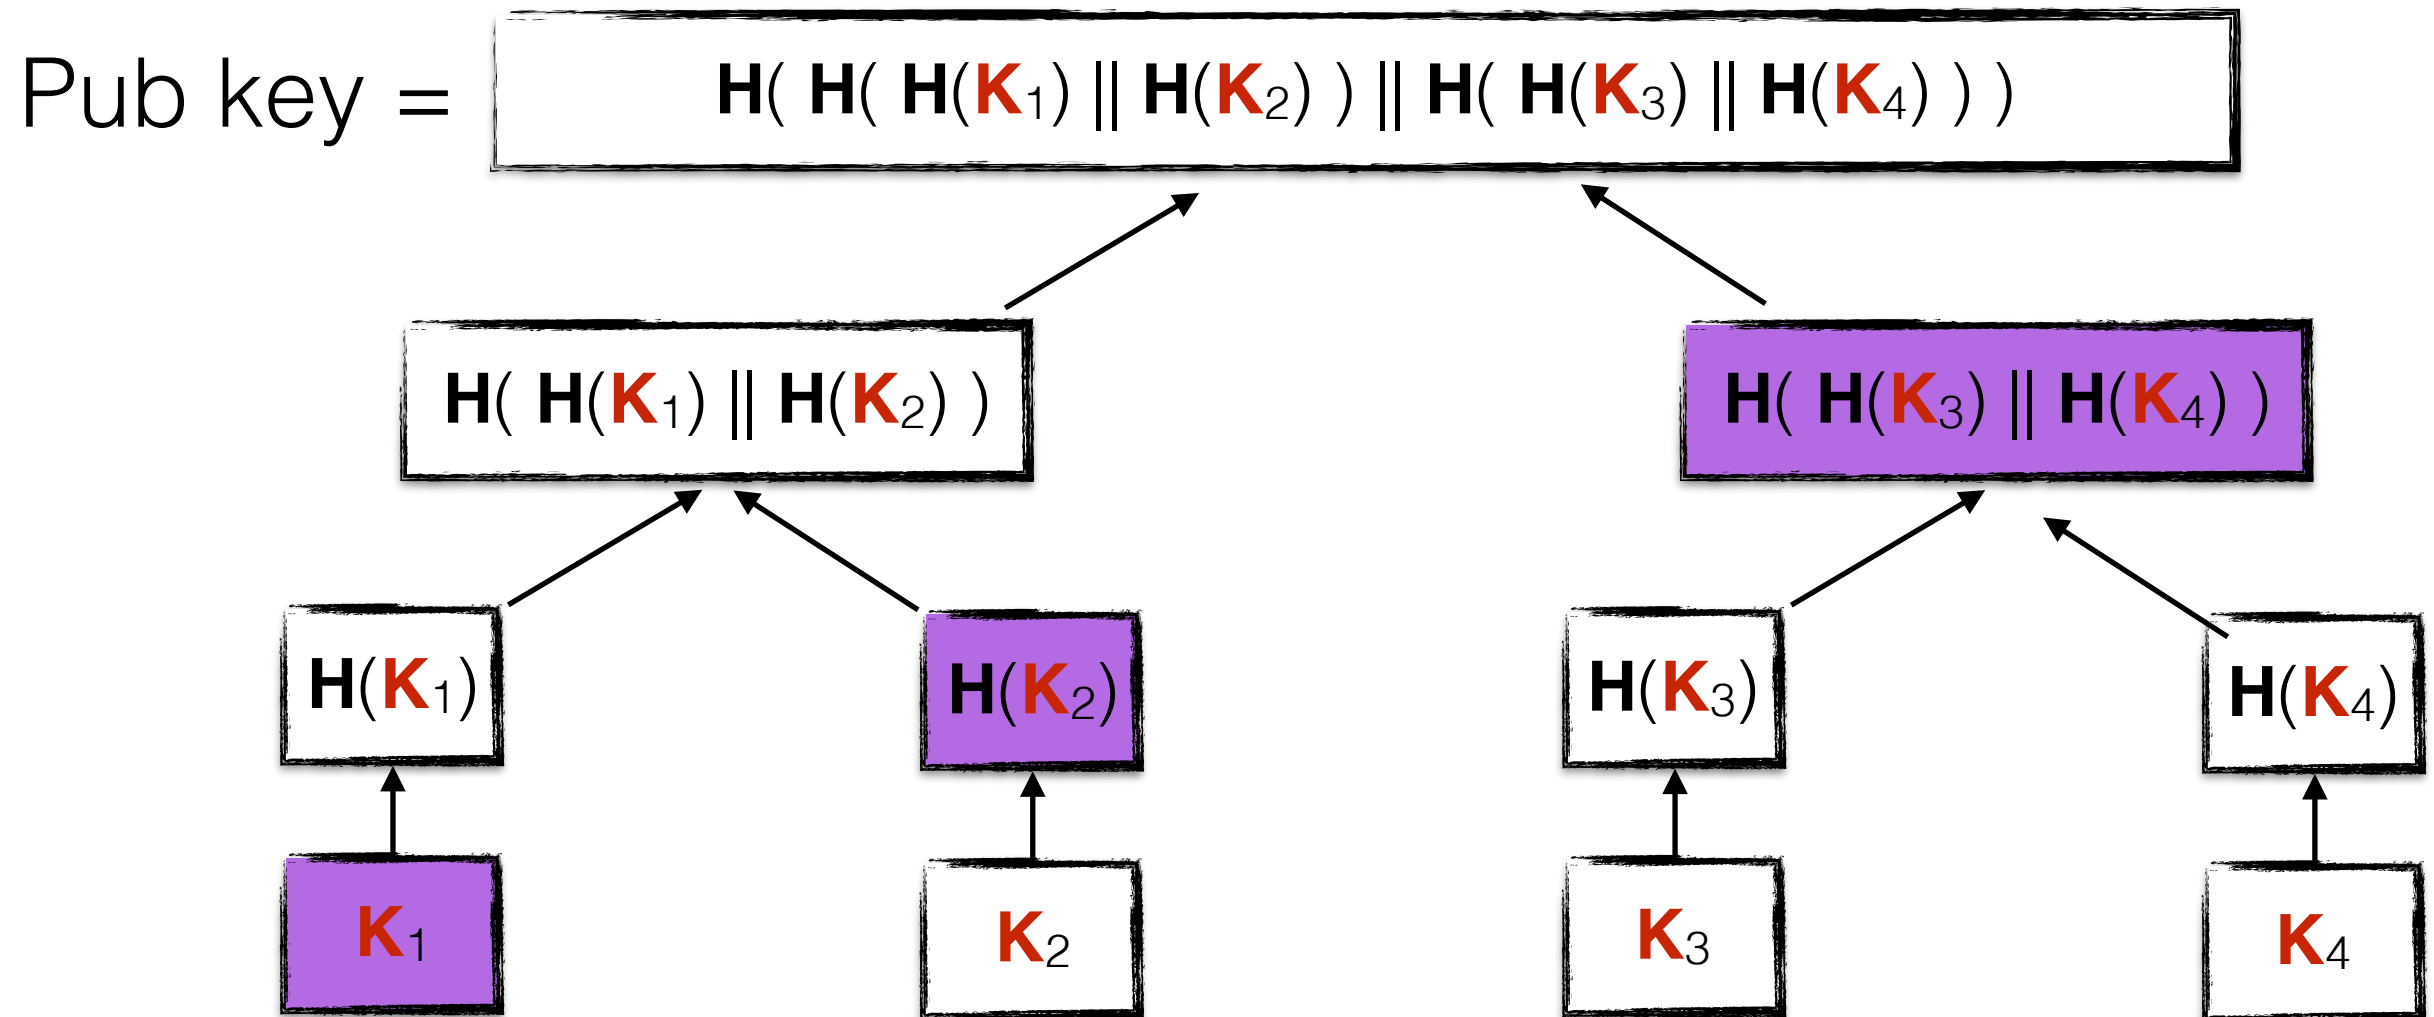 Pub key = H( H( H(K1) || H(K2) ) || H( H(K3) || H(K4) ) )
H( H(K1) || H(K2) )
H( H(K3) || H(K4) )
H(K1)
H(K2)
H(K3)
H(K4)
K1
K2
K3
K4